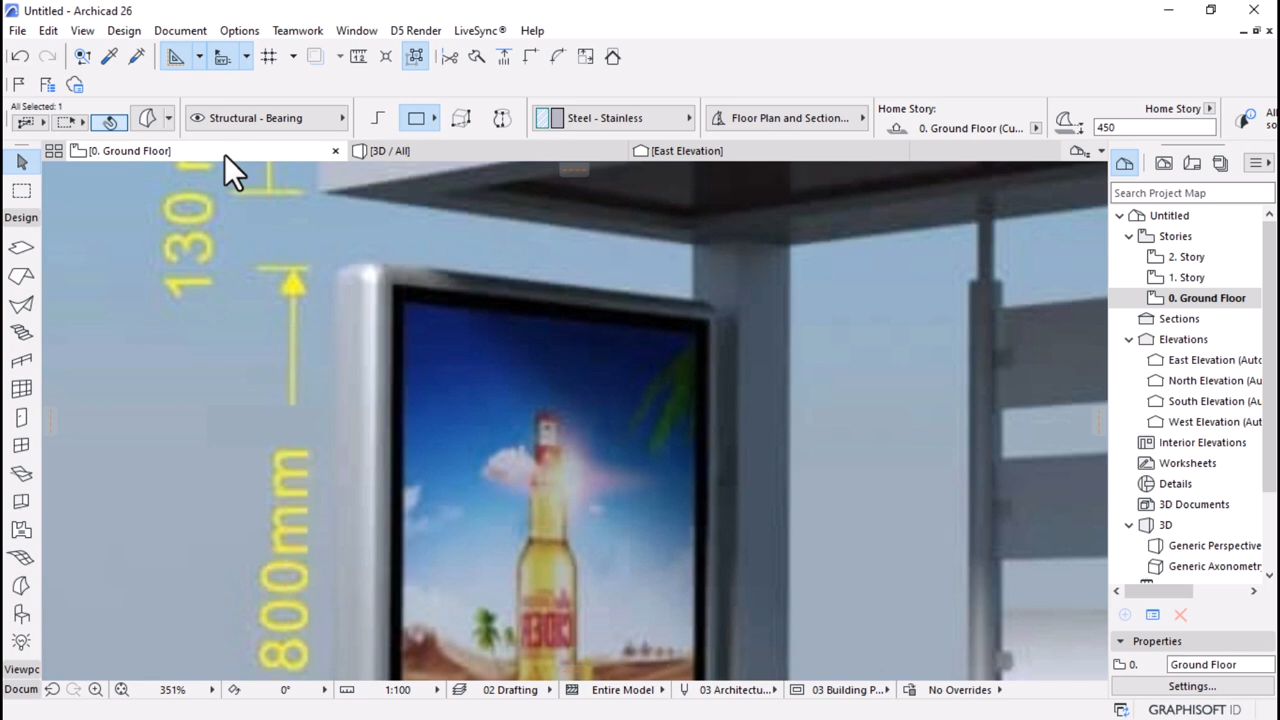 Untitled - Archicad 26
File Edit View Design Document Options Teamwork Window D5 Render LiveSync® Help
All Selected: 1
Structural - Bearing
Steel - Stainless
Floor Plan and Section...
Home Story:
0. Ground Floor (Cu...
Home Story
450
All
[0. Ground Floor]
[3D / All]
[East Elevation]
Design
Viewpc
Docum
Search Project Map
Untitled
Stories
2. Story
1. Story
0. Ground Floor
Sections
Elevations
East Elevation (Auto
North Elevation (Au
South Elevation (Au
West Elevation (Aut
Interior Elevations
Worksheets
Details
3D Documents
3D
Generic Perspective
Generic Axonometr
Properties
0.
Ground Floor
Settings...
GRAPHISOFT ID
130
800mm
351%
0°
1:100
02 Drafting
Entire Model
03 Architectu...
03 Building P...
No Overrides